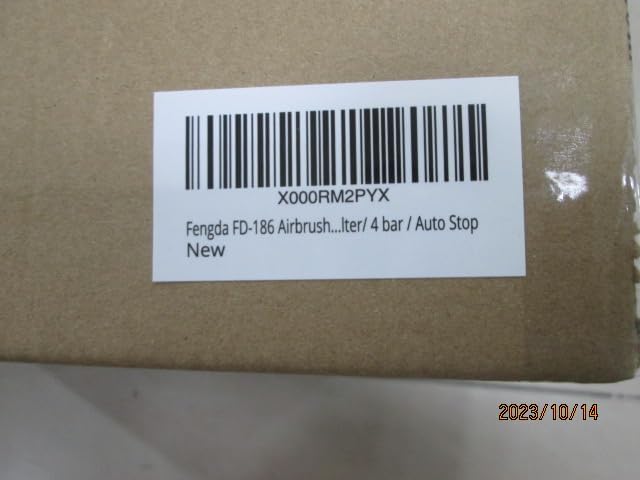 X000RM2PYX
Fengda FD-186 Airbrush...lter/ 4 bar / Auto Stop
New
2023/10/14